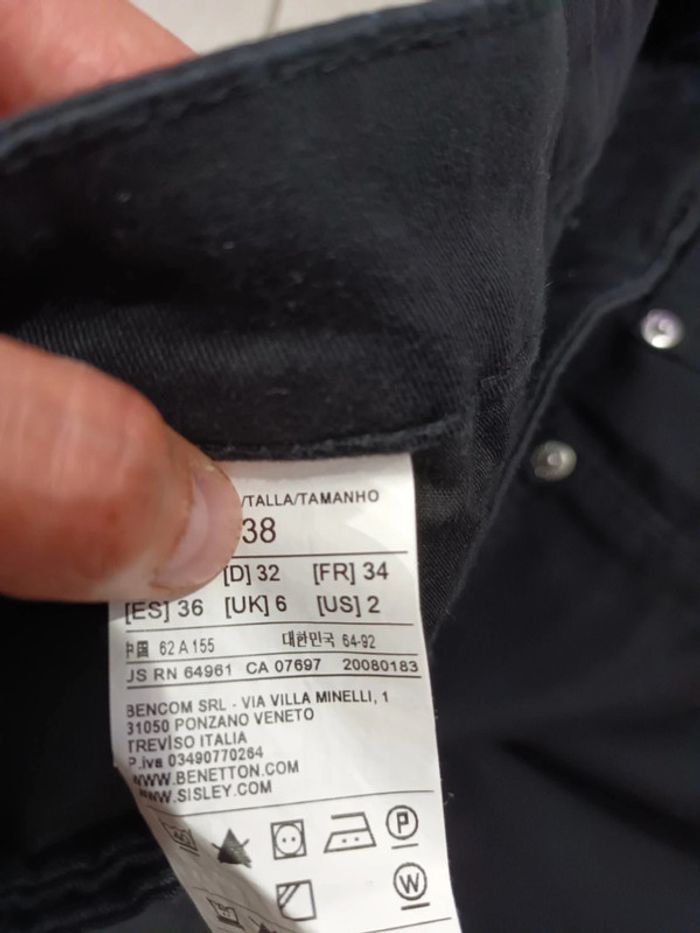 /TALLA/TAMANHO
38
[D] 32 [FR] 34
[ES] 36 [UK] 6 [US] 2
中国 62 A 155 대한민국 64-92
US RN 64961 CA 07697 20080183
BENCOM SRL - VIA VILLA MINELLI, 1
31050 PONZANO VENETO
TREVISO ITALIA
P.iva 03490770264
WWW.BENETTON.COM
WWW.SISLEY.COM
P
W